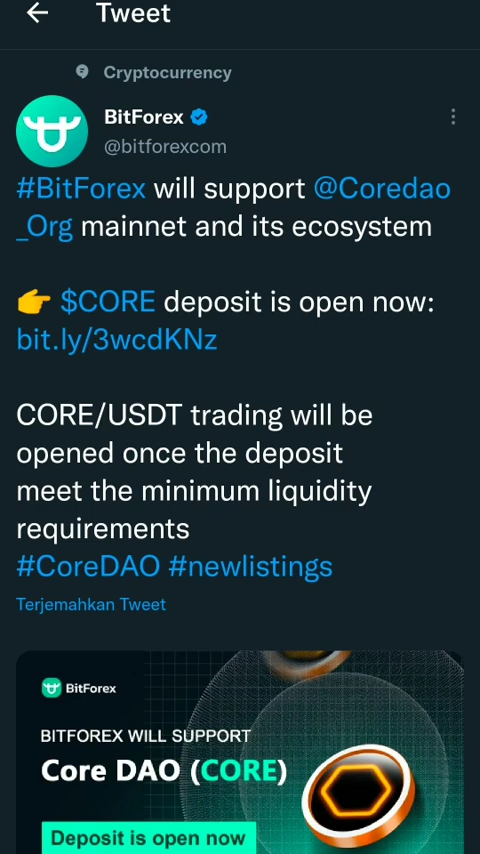 Tweet
Cryptocurrency
BitForex
@bitforexcom
#BitForex will support @Coredao
_Org mainnet and its ecosystem
👉 $CORE deposit is open now:
bit.ly/3wcdKNz
CORE/USDT trading will be
opened once the deposit
meet the minimum liquidity
requirements
#CoreDAO #newlistings
Terjemahkan Tweet
BitForex
BITFOREX WILL SUPPORT
Core DAO (CORE)
Deposit is open now